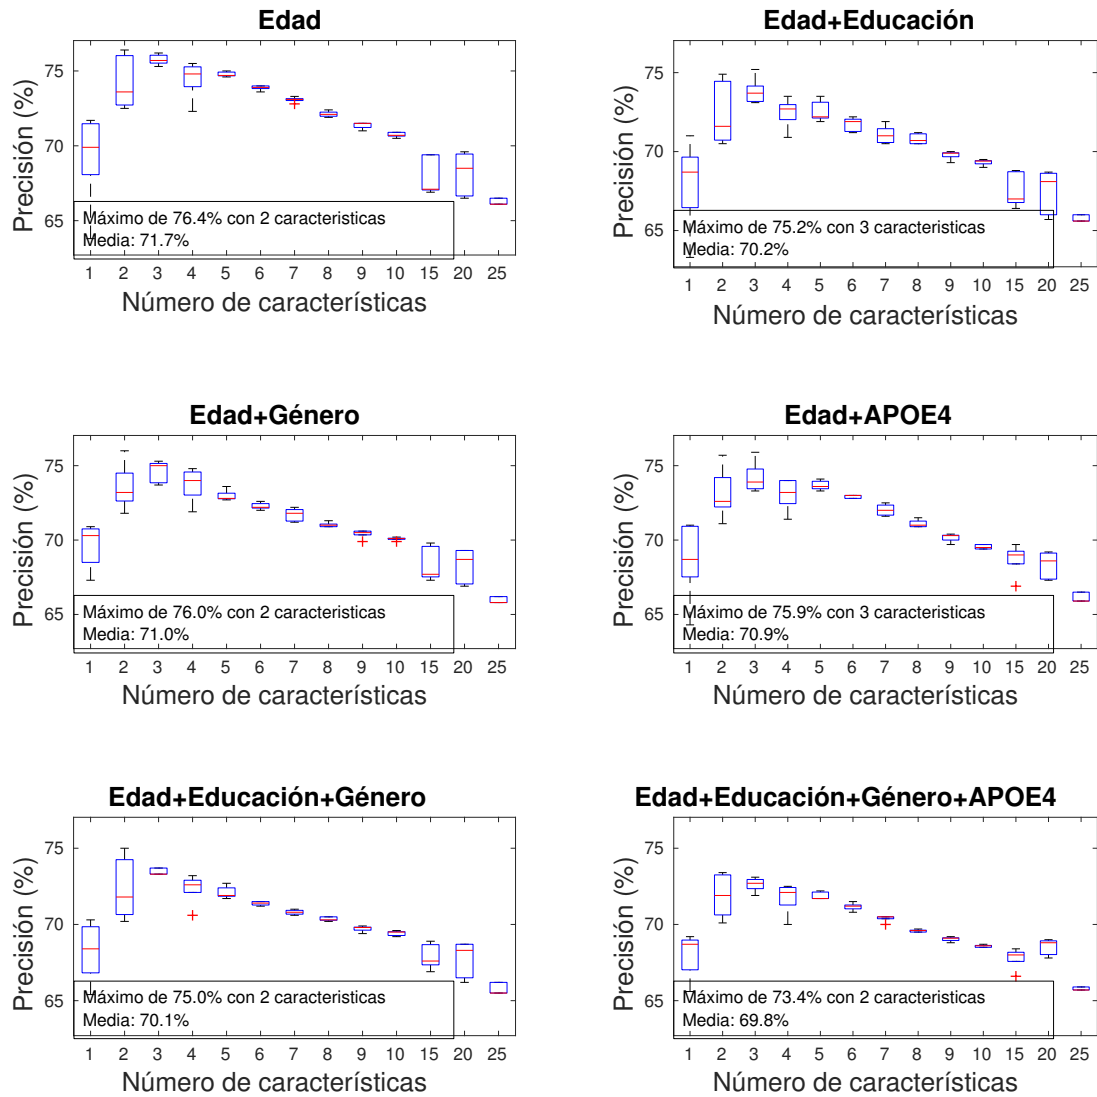 Edad
Precisión (%)
75
70
65
Máximo de 76.4% con 2 caracteristicas
Media: 71.7%
1 2 3 4 5 6 7 8 9 10 15 20 25
Número de características
Edad+Educación
Precisión (%)
75
70
65
Máximo de 75.2% con 3 caracteristicas
Media: 70.2%
1 2 3 4 5 6 7 8 9 10 15 20 25
Número de características
Edad+Género
Precisión (%)
75
70
65
Máximo de 76.0% con 2 caracteristicas
Media: 71.0%
1 2 3 4 5 6 7 8 9 10 15 20 25
Número de características
Edad+APOE4
Precisión (%)
75
70
65
Máximo de 75.9% con 3 caracteristicas
Media: 70.9%
1 2 3 4 5 6 7 8 9 10 15 20 25
Número de características
Edad+Educación+Género
Precisión (%)
75
70
65
Máximo de 75.0% con 2 caracteristicas
Media: 70.1%
1 2 3 4 5 6 7 8 9 10 15 20 25
Número de características
Edad+Educación+Género+APOE4
Precisión (%)
75
70
65
Máximo de 73.4% con 2 caracteristicas
Media: 69.8%
1 2 3 4 5 6 7 8 9 10 15 20 25
Número de características